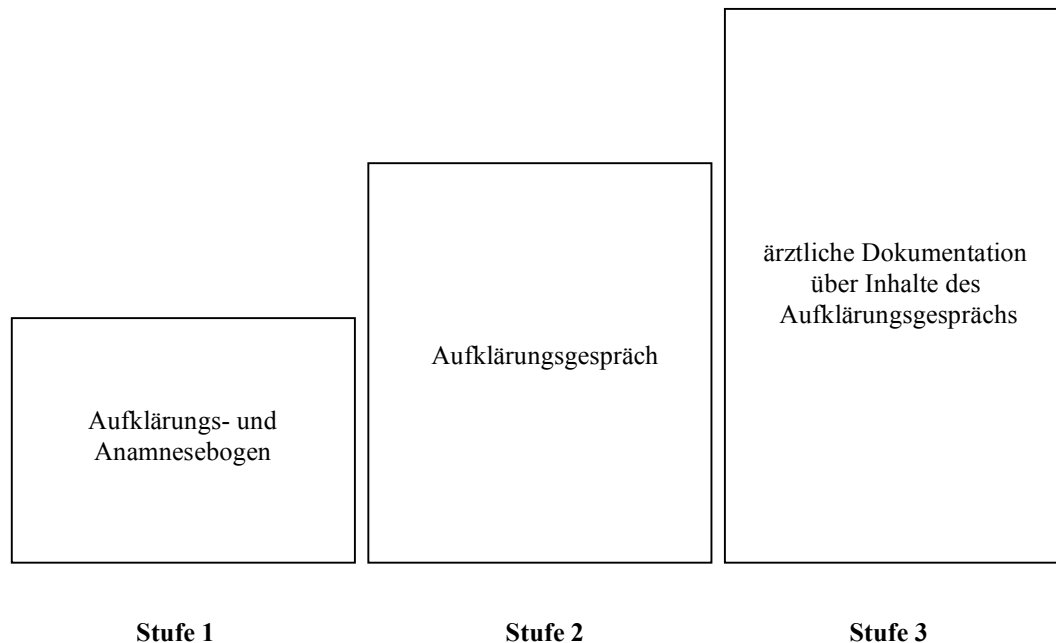 ärztliche Dokumentation
über Inhalte des
Aufklärungsgesprächs
Aufklärungsgespräch
Aufklärungs- und
Anamnesebogen
Stufe 1
Stufe 2
Stufe 3